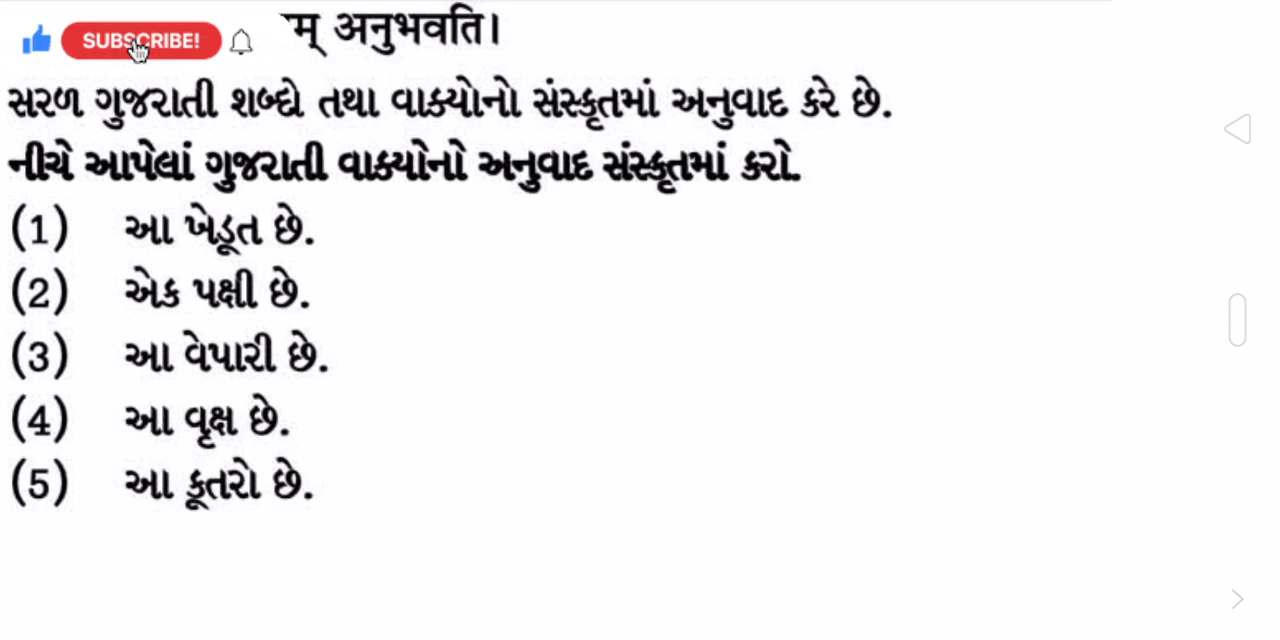 SUBSCRIBE!
अनुभवति।
સરળ ગુજરાતી શબ્દો તથા વાક્યોનો સંસ્કૃતમાં અનુવાદ કરે છે.
નીચે આપેલાં ગુજરાતી વાક્યોનો અનુવાદ સંસ્કૃતમાં કરો.
(1) આ ખેડૂત છે.
(2) એક પક્ષી છે.
(3) આ વેપારી છે.
(4) આ વૃક્ષ છે.
(5) આ કૂતરો છે.